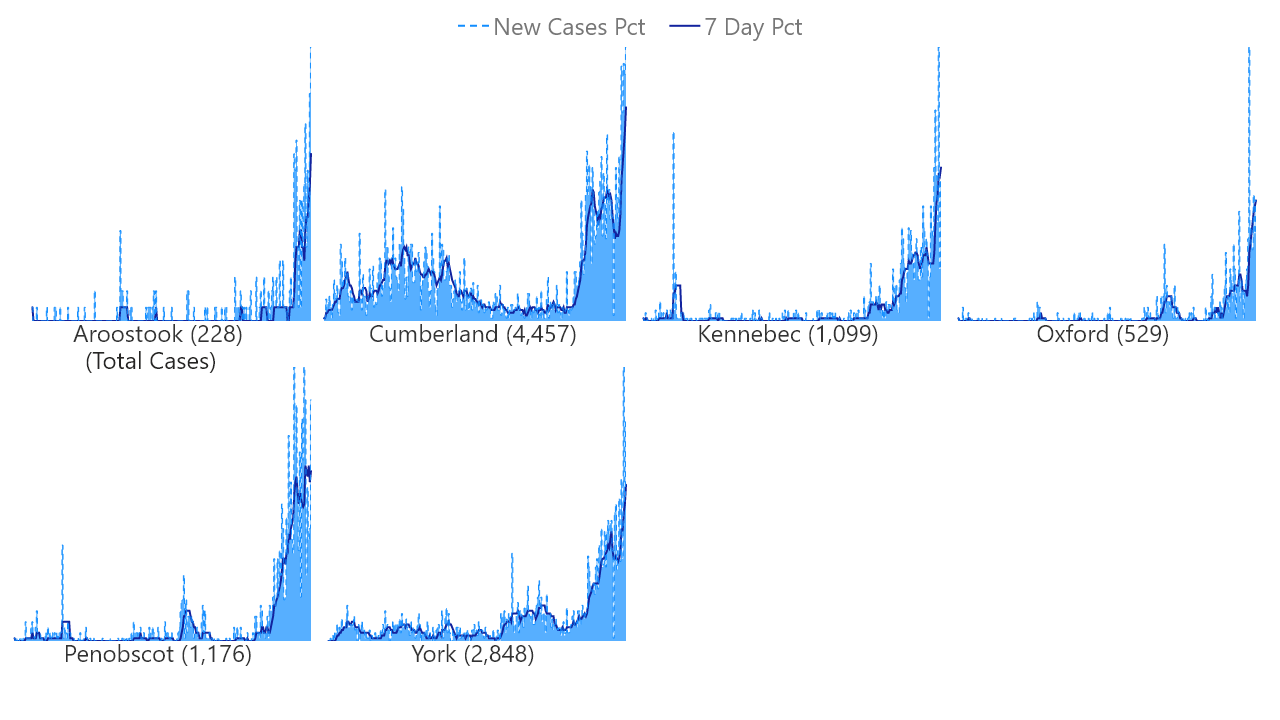 New Cases Pct 7 Day Pct
Aroostook (228) Cumberland (4,457) Kennebec (1,099) Oxford (529)
(Total Cases)
Penobscot (1,176) York (2,848)